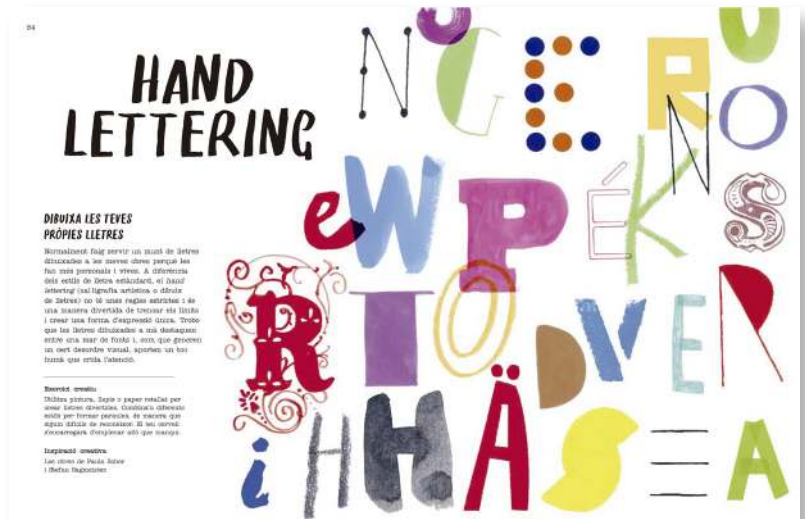 24
HAND
LETTERING
DIBUIXA LES TEVES
PRÒPIES LLETRES
Normalment faig servir un munt de lletres
dibuixades a les meves obres perquè les
fan més personals i vives. A diferència
dels estils de lletra estàndard, el hand
lettering (cal·ligrafia artística o dibuix
de lletres) no té unes regles estrictes i és
una manera divertida de trencar els límits
i crear una forma d'expressió única. Trobo
que les lletres dibuixades a mà destaquen
entre una mar de fonts i, com que generen
un cert desordre visual, aporten un toc
humà que crida l'atenció.
Exercici creatiu
Utilitza pintura, llapis o paper retallat per
crear lletres divertides. Combina'n diferents
estils per formar paraules, de manera que
siguin difícils de reconèixer. El teu cervell
s'encarregarà d'emplenar allò que manqui.
Inspiració creativa
Les obres de Paula Scher
i Stefan Sagmeister
N G E R
N O
e W P É K S
R T O D V E R
i H H Ä S E A